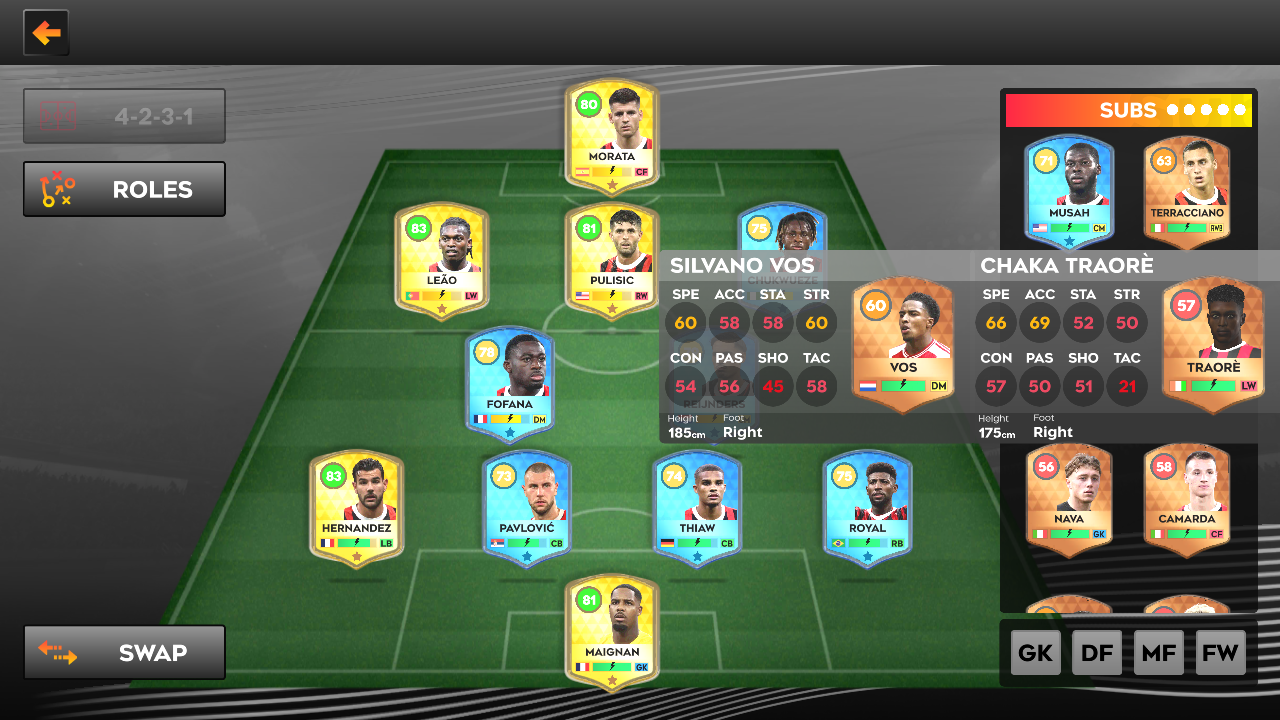 4-2-3-1
ROLES
SWAP
80
MORATA
CF
83
LEÃO
LW
81
PULISIC
RW
75
CHUKWUEZE
78
FOFANA
DM
REIJNDERS
83
HERNANDEZ
LB
73
PAVLOVIĆ
CB
74
THIAW
CB
75
ROYAL
RB
81
MAIGNAN
GK
SUBS
71
MUSAH
CM
63
TERRACCIANO
RWB
SILVANO VOS
SPE ACC STA STR
60 58 58 60
CON PAS SHO TAC
54 56 45 58
Height Foot
185cm Right
60
VOS
DM
CHAKA TRAORÈ
SPE ACC STA STR
66 69 52 50
CON PAS SHO TAC
57 50 51 21
Height Foot
175cm Right
57
TRAORÈ
LW
56
NAVA
GK
58
CAMARDA
CF
GK DF MF FW